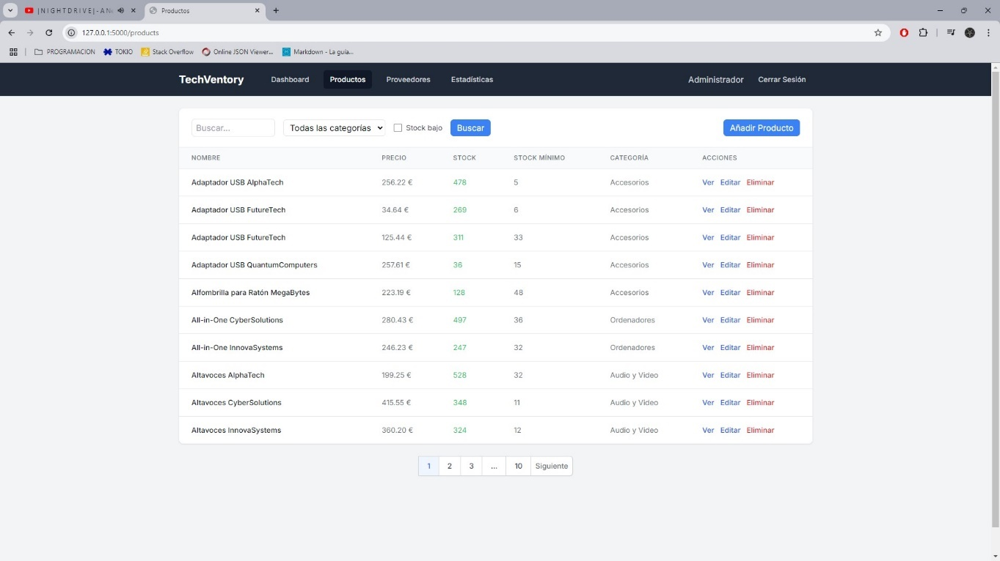 |NIGHTDRIVE|-AN
Productos
127.0.0.1:5000/products
PROGRAMACION TOKIO Stack Overflow Online JSON Viewer... Markdown - La guía...
TechVentory Dashboard Productos Proveedores Estadísticas Administrador Cerrar Sesión
Buscar... Todas las categorías Stock bajo Buscar Añadir Producto
NOMBRE PRECIO STOCK STOCK MÍNIMO CATEGORÍA ACCIONES
Adaptador USB AlphaTech 256.22 € 478 5 Accesorios Ver Editar Eliminar
Adaptador USB FutureTech 34.64 € 269 6 Accesorios Ver Editar Eliminar
Adaptador USB FutureTech 125.44 € 311 33 Accesorios Ver Editar Eliminar
Adaptador USB QuantumComputers 257.61 € 36 15 Accesorios Ver Editar Eliminar
Alfombrilla para Ratón MegaBytes 223.19 € 128 48 Accesorios Ver Editar Eliminar
All-in-One CyberSolutions 280.43 € 497 36 Ordenadores Ver Editar Eliminar
All-in-One InnovaSystems 246.23 € 247 32 Ordenadores Ver Editar Eliminar
Altavoces AlphaTech 199.25 € 528 32 Audio y Video Ver Editar Eliminar
Altavoces CyberSolutions 415.55 € 348 11 Audio y Video Ver Editar Eliminar
Altavoces InnovaSystems 360.20 € 324 12 Audio y Video Ver Editar Eliminar
1 2 3 ... 10 Siguiente